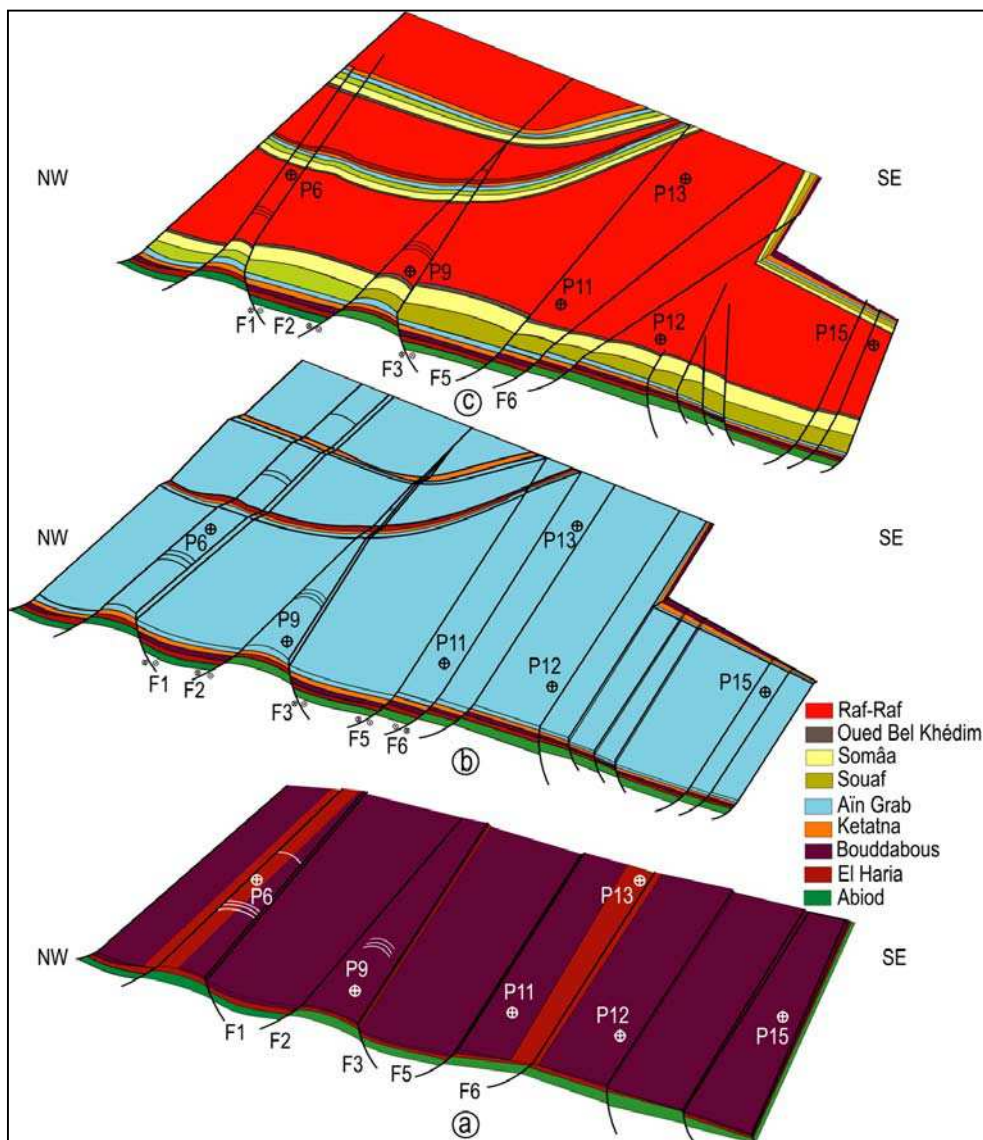 NW
SE
P6
P13
P9
P11
P12
P15
F1
F2
F3
F5
F6
c
NW
SE
P6
P13
P9
P11
P12
P15
F1
F2
F3
F5
F6
b
Raf-Raf
Oued Bel Khédim
Somâa
Souaf
Aïn Grab
Ketatna
Bouddabous
El Haria
Abiod
NW
SE
P6
P13
P9
P11
P12
P15
F1
F2
F3
F5
F6
a